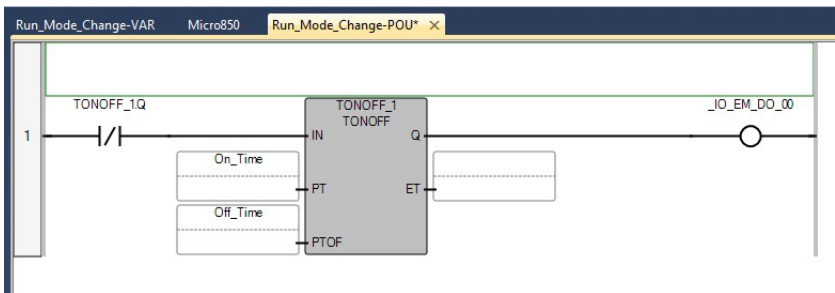 Run_Mode_Change-VAR Micro850 Run_Mode_Change-POU* ×
TONOFF_1.Q TONOFF_1 _IO_EM_DO_00
TONOFF
1 IN Q
On_Time
PT ET
Off_Time
PTOF